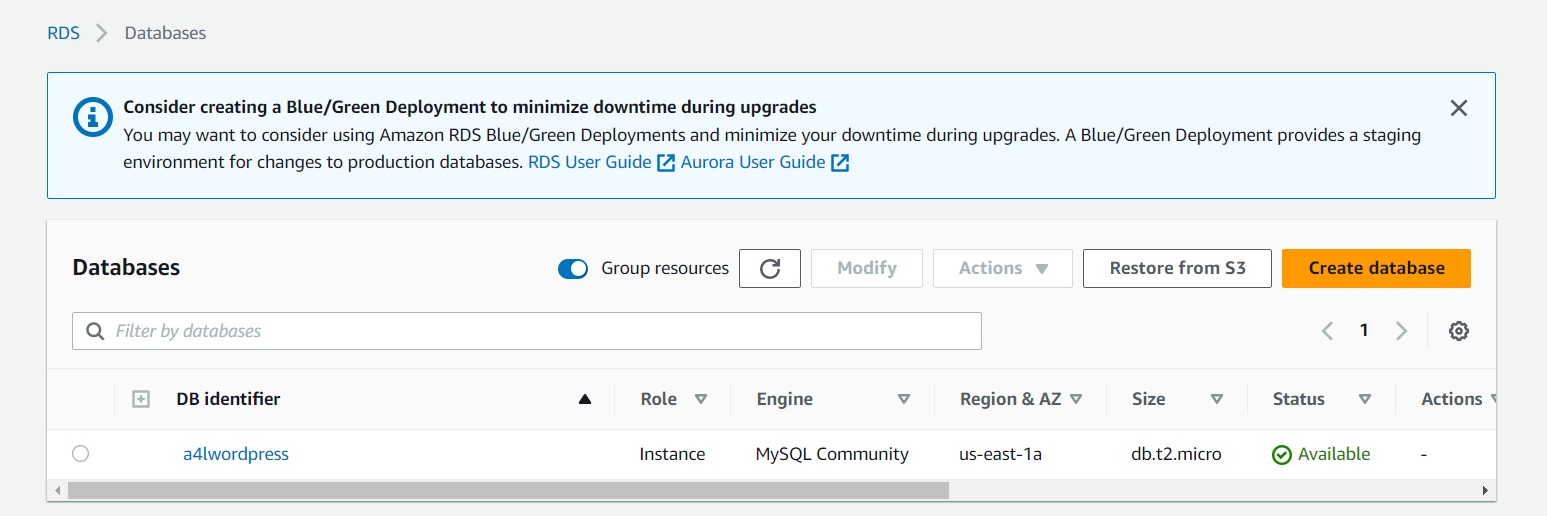 RDS > Databases
Consider creating a Blue/Green Deployment to minimize downtime during upgrades
You may want to consider using Amazon RDS Blue/Green Deployments and minimize your downtime during upgrades. A Blue/Green Deployment provides a staging
environment for changes to production databases. RDS User Guide Aurora User Guide
Databases Group resources Modify Actions Restore from S3 Create database
Filter by databases 1
DB identifier Role Engine Region & AZ Size Status Actions
a4lwordpress Instance MySQL Community us-east-1a db.t2.micro Available -